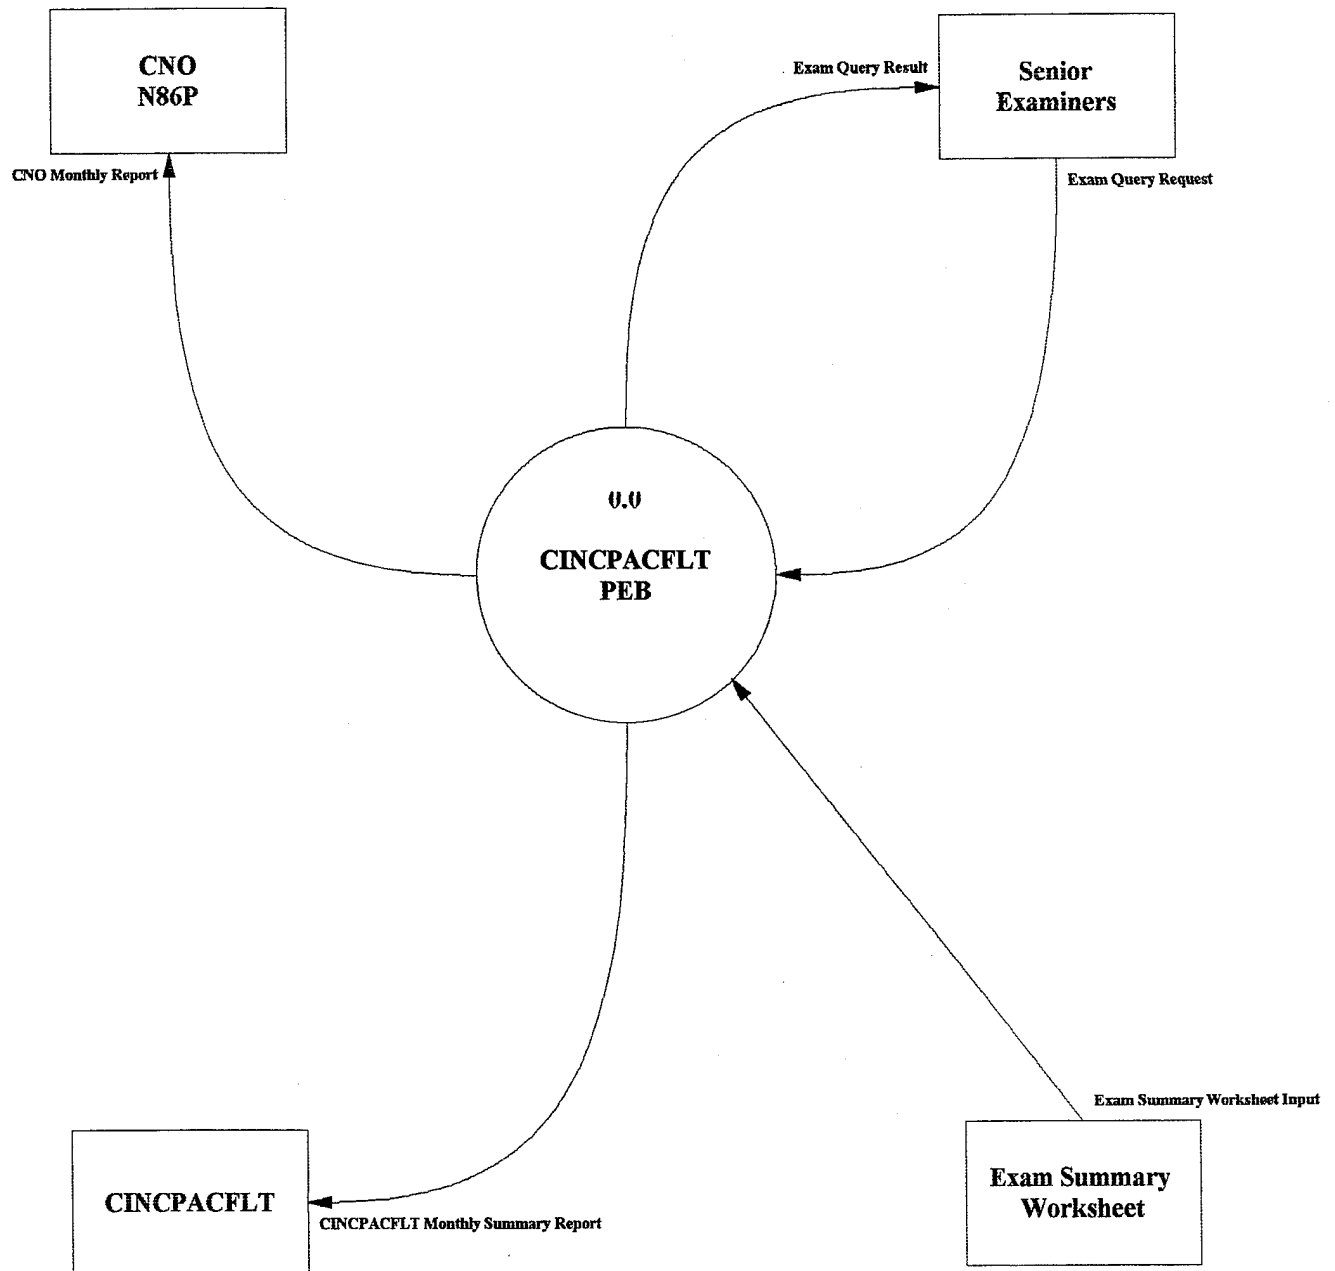 CNO
N86P
CNO Monthly Report
Exam Query Result
Senior
Examiners
Exam Query Request
0.0
CINCPACFLT
PEB
Exam Summary Worksheet Input
Exam Summary
Worksheet
CINCPACFLT
CINCPACFLT Monthly Summary Report